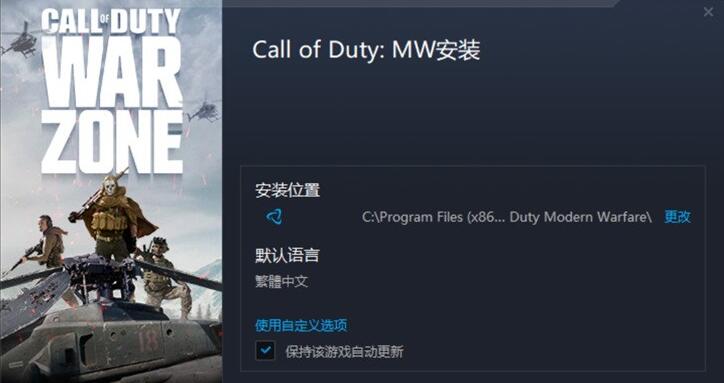 CALL OF DUTY
WAR
ZONE
Call of Duty: MW安装
安装位置
C:\Program Files (x86... Duty Modern Warfare\ 更改
默认语言
繁體中文
使用自定义选项
保持该游戏自动更新
18